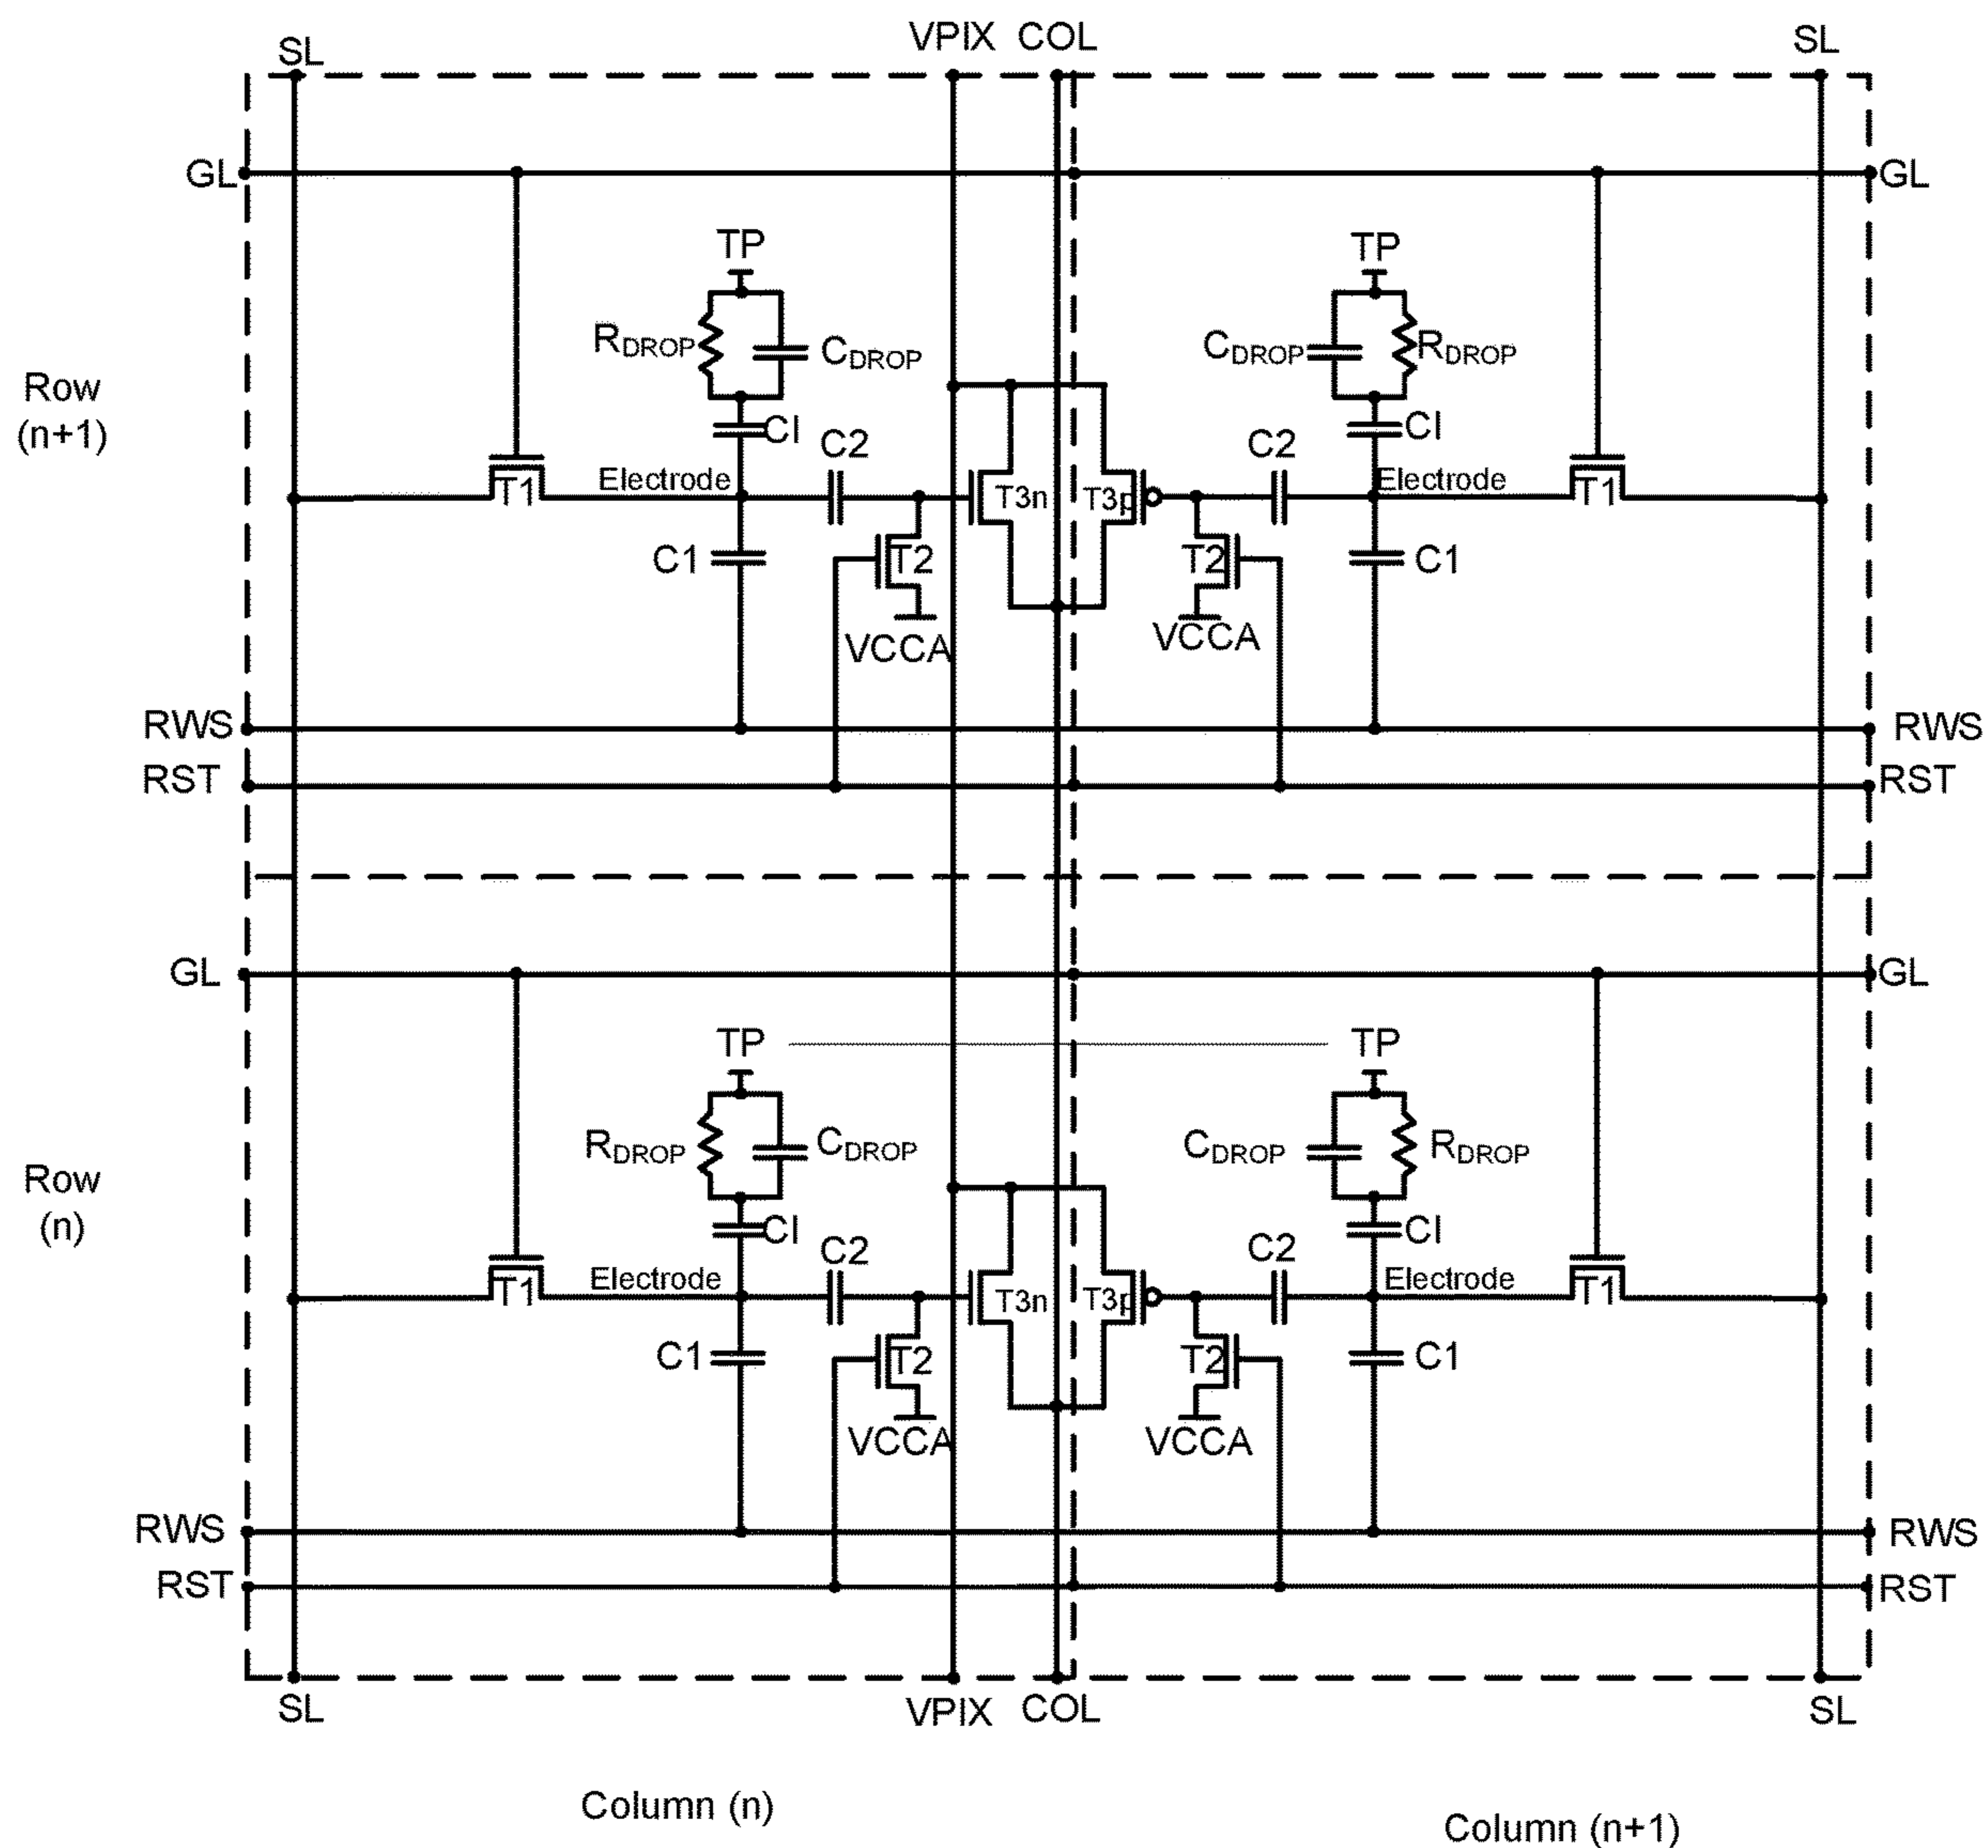 SL VPIX COL SL
GL GL
TP TP
RDROP CDROP CDROP RDROP
Row
(n+1)
CI C2 C2 CI
T1 Electrode T3n T3p Electrode T1
C1 T2 T2 C1
VCCA VCCA
RWS RWS
RST RST
GL GL
TP TP
RDROP CDROP CDROP RDROP
Row
(n)
CI C2 C2 CI
T1 Electrode T3n T3p Electrode T1
C1 T2 T2 C1
VCCA VCCA
RWS RWS
RST RST
SL VPIX COL SL
Column (n)
Column (n+1)